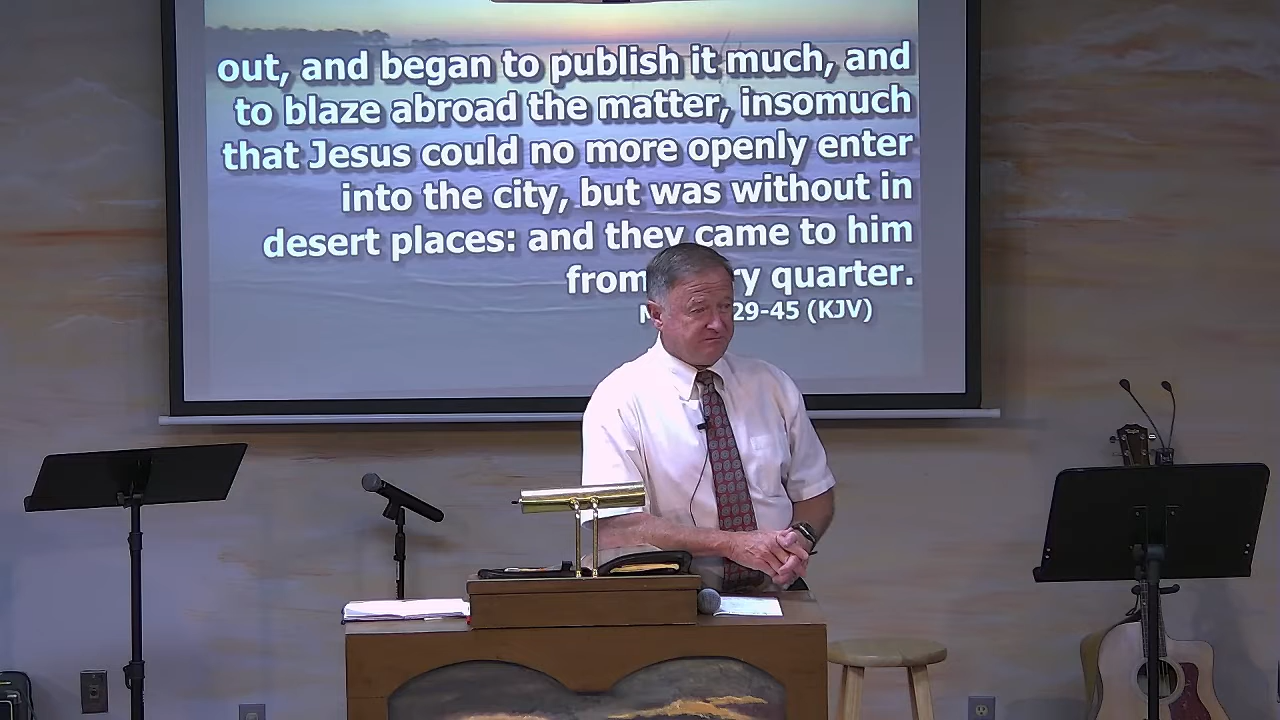 out, and began to publish it much, and
to blaze abroad the matter, insomuch
that Jesus could no more openly enter
into the city, but was without in
desert places: and they came to him
from quarter.
29-45 (KJV)